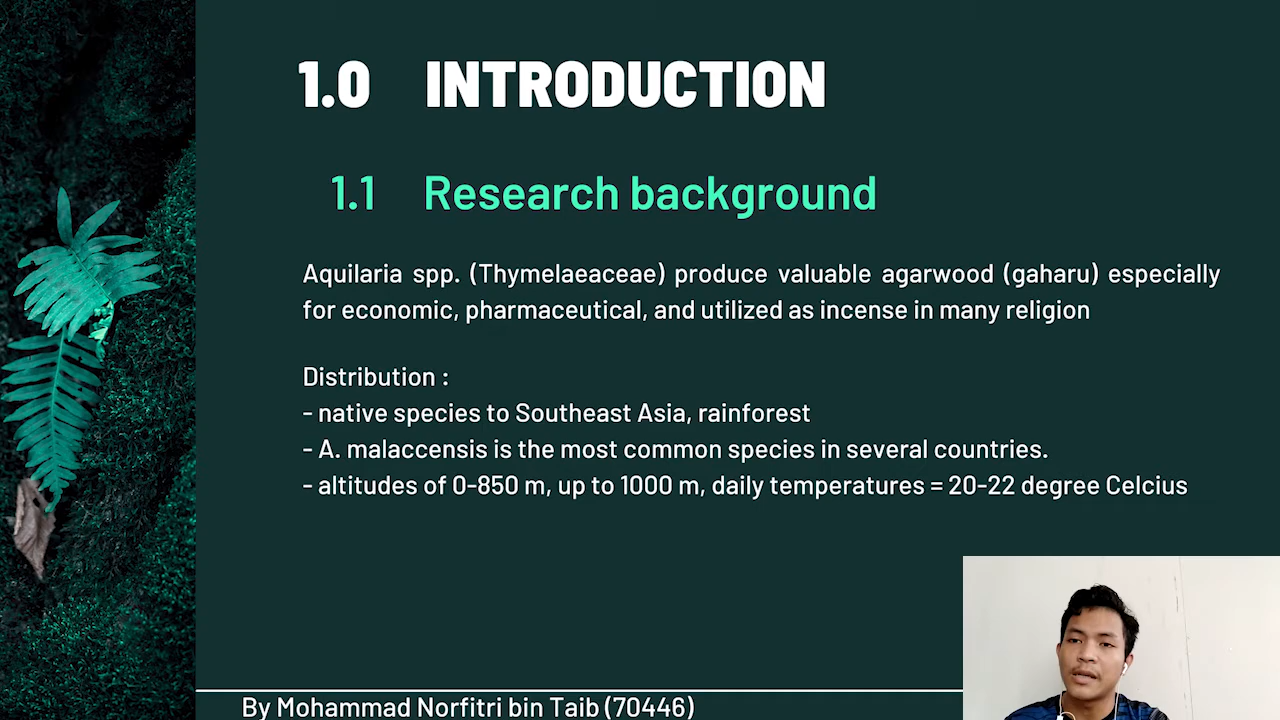 1.0 INTRODUCTION
1.1 Research background
Aquilaria spp. (Thymelaeaceae) produce valuable agarwood (gaharu) especially
for economic, pharmaceutical, and utilized as incense in many religion
Distribution :
- native species to Southeast Asia, rainforest
- A. malaccensis is the most common species in several countries.
- altitudes of 0-850 m, up to 1000 m, daily temperatures = 20-22 degree Celcius
By Mohammad Norfitri bin Taib (70446)